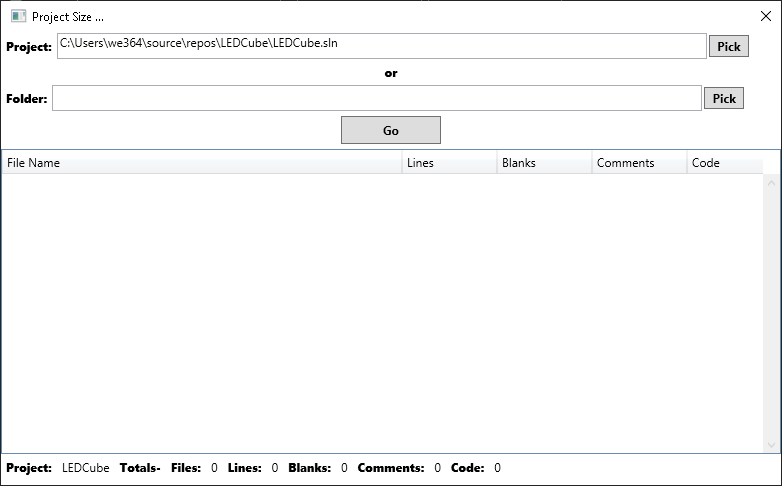 Project Size ...
Project: C:\Users\we364\source\repos\LEDCube\LEDCube.sln Pick
or
Folder: Pick
Go
File Name Lines Blanks Comments Code
Project: LEDCube Totals- Files: 0 Lines: 0 Blanks: 0 Comments: 0 Code: 0